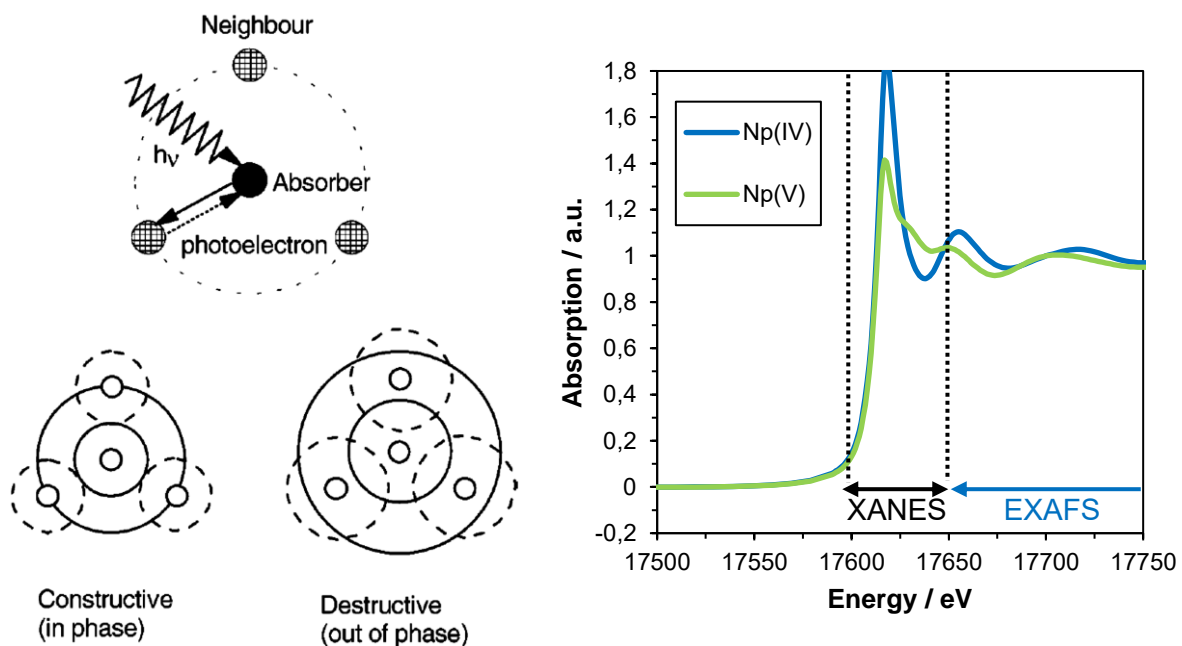 Neighbour
hν
Absorber
photoelectron
Constructive
(in phase)
Destructive
(out of phase)
Absorption / a.u.
1,8
1,6
1,4
1,2
1
0,8
0,6
0,4
0,2
0
-0,2
Np(IV)
Np(V)
XANES
EXAFS
17500
17550
17600
17650
17700
17750
Energy / eV